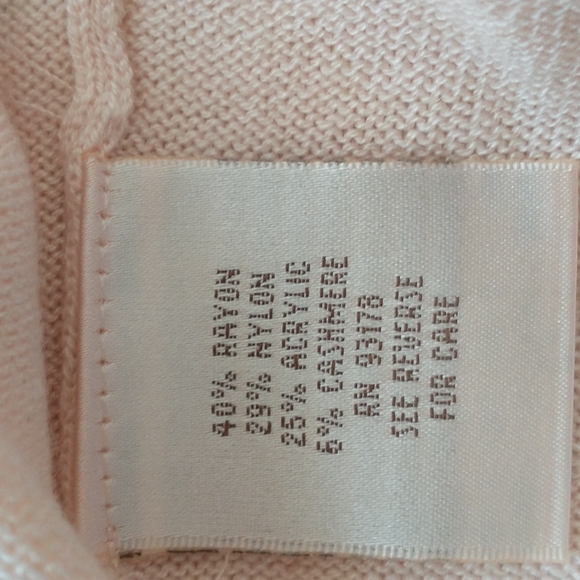 40% RAYON
29% NYLON
25% ACRYLIC
6% CASHMERE
RN 93178
SEE REVERSE
FOR CARE